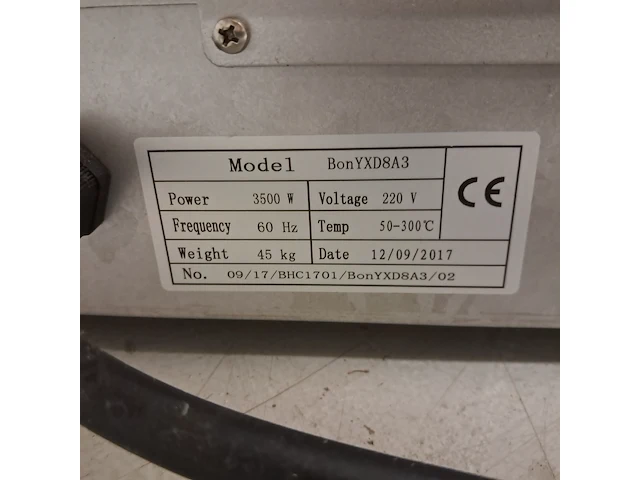 Model BonYXD8A3
CE
Power 3500 W Voltage 220 V
Frequency 60 Hz Temp 50-300℃
Weight 45 kg Date 12/09/2017
No. 09/17/BHC1701/BonYXD8A3/02